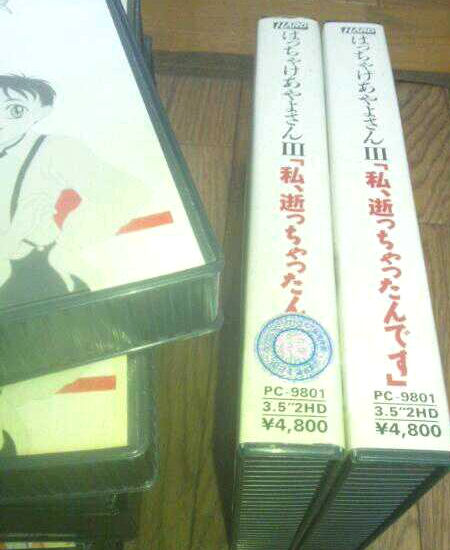 HARD
はっちゃけあやよさんIII
「私、逝っちゃったん
PC-9801
3.5"2HD
¥4,800
HARD
はっちゃけあやよさんIII
「私、逝っちゃったんです」
PC-9801
3.5"2HD
¥4,800